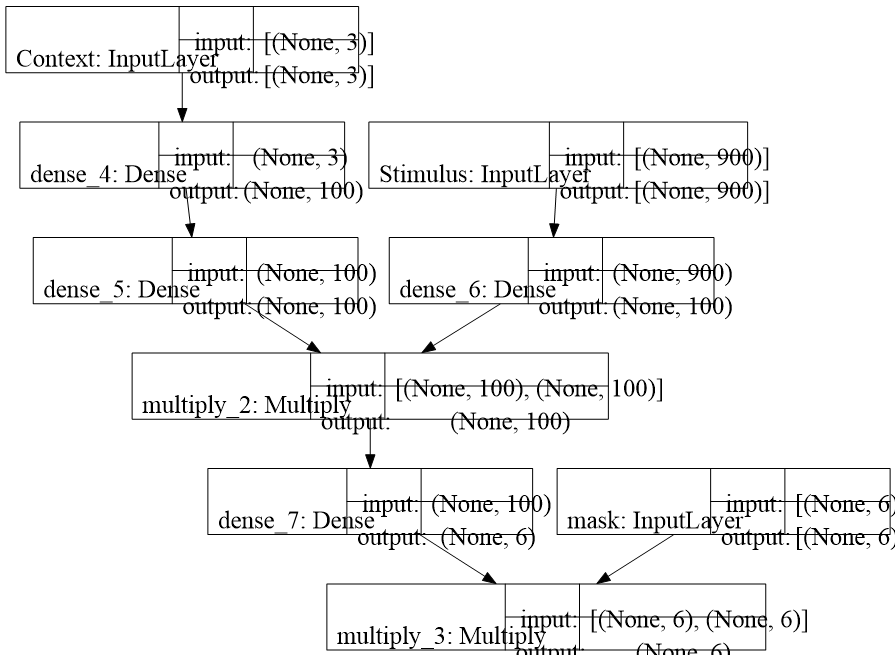 input: [(None, 3)]
Context: InputLayer
output: [(None, 3)]
input: (None, 3)
dense_4: Dense
output: (None, 100)
input: [(None, 900)]
Stimulus: InputLayer
output: [(None, 900)]
input: (None, 100)
dense_5: Dense
output: (None, 100)
input: (None, 900)
dense_6: Dense
output: (None, 100)
input: [(None, 100), (None, 100)]
multiply_2: Multiply
output: (None, 100)
input: (None, 100)
dense_7: Dense
output: (None, 6)
input: [(None, 6)
mask: InputLayer
output: [(None, 6)
input: [(None, 6), (None, 6)]
multiply_3: Multiply
output: (None, 6)